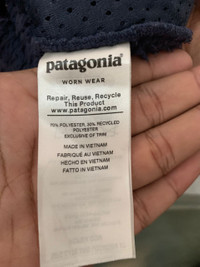 patagonia®
WORN WEAR
Repair, Reuse, Recycle
This Product
www.patagonia.com
70% POLYESTER, 30% RECYCLED
POLYESTER
EXCLUSIVE OF TRIM
MADE IN VIETNAM
FABRIQUÉ AU VIETNAM
HECHO EN VIETNAM
FATTO IN VIETNAM